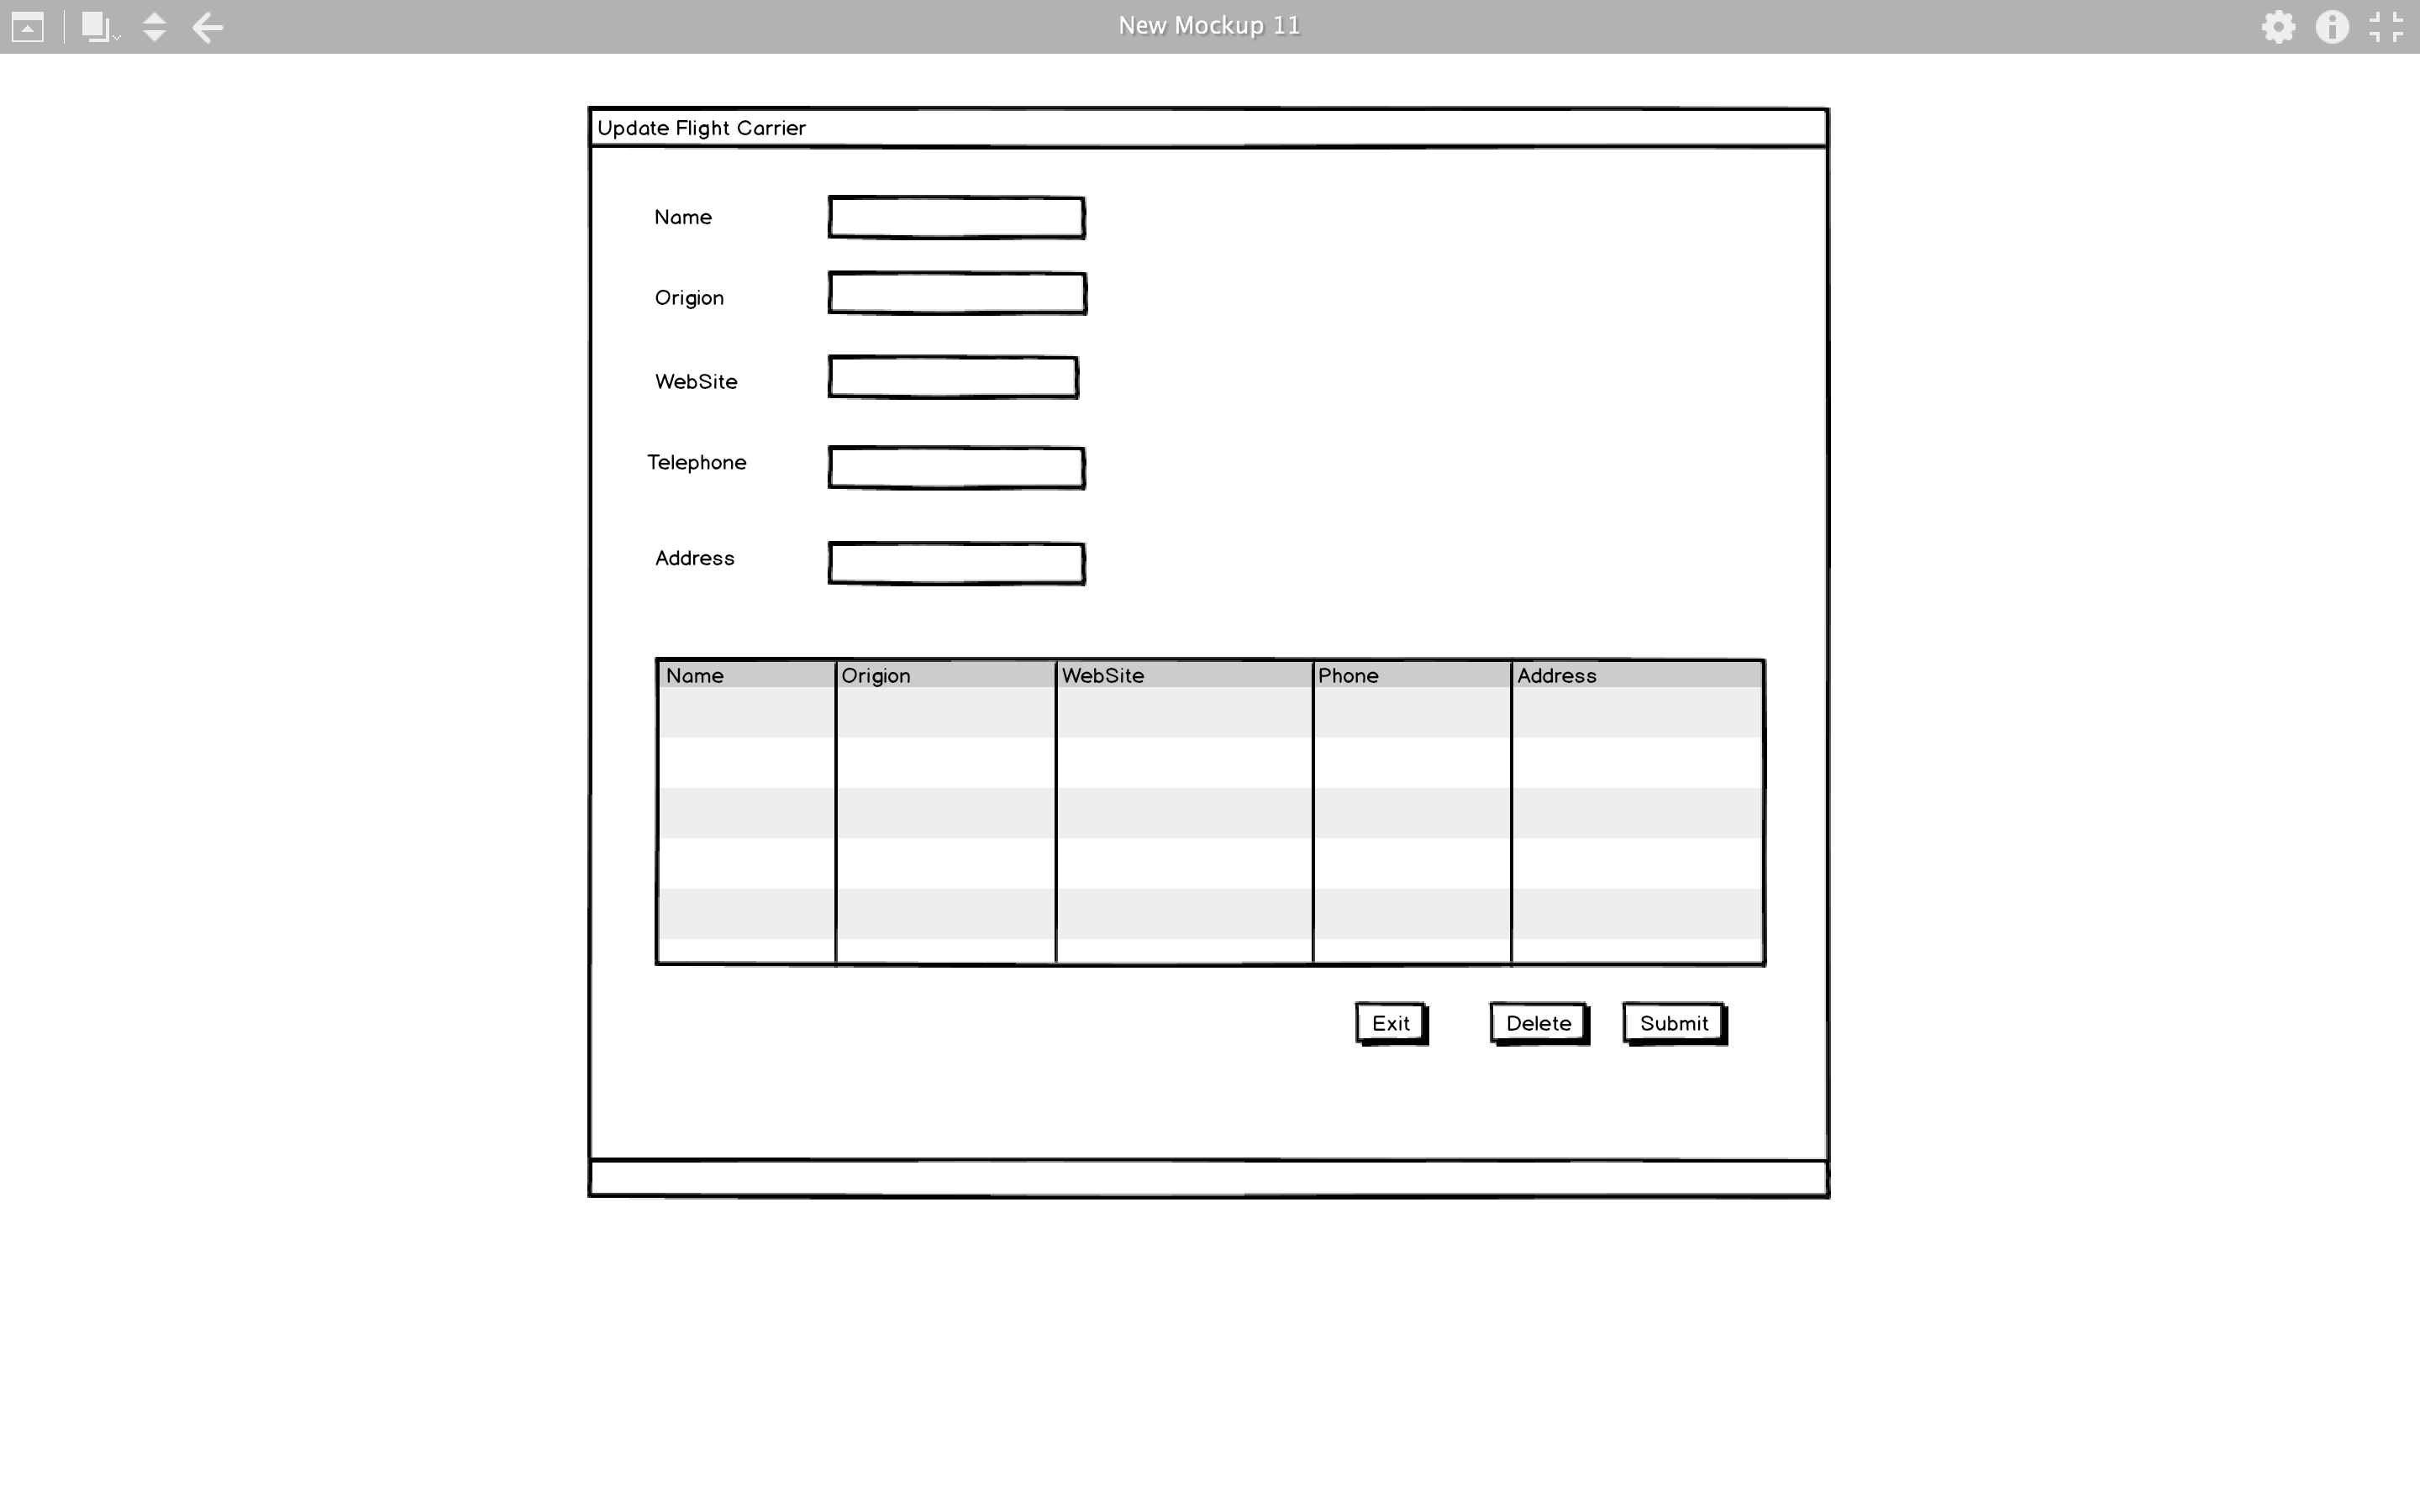 New Mockup 11
Update Flight Carrier
Name
Origion
WebSite
Telephone
Address
Name Origion WebSite Phone Address
Exit Delete Submit